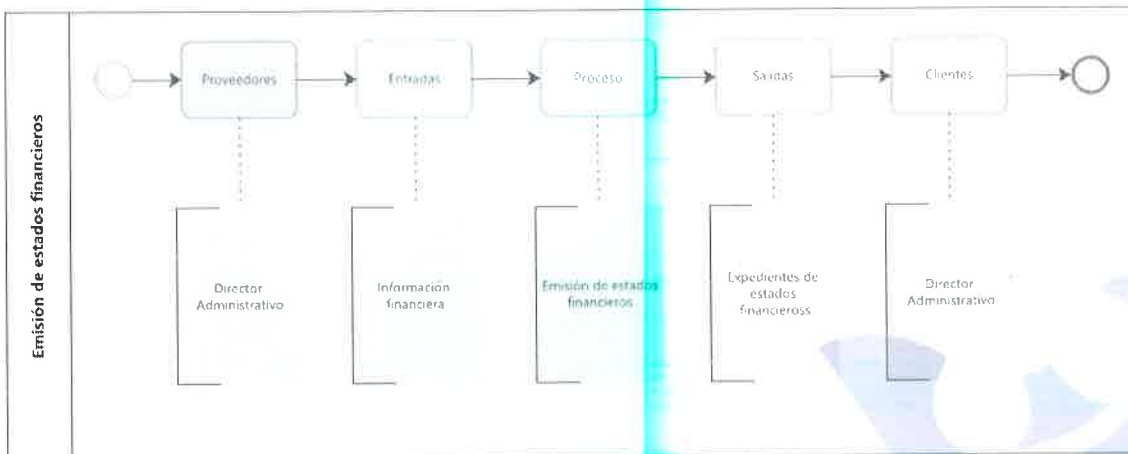 Emisión de estados financieros
Proveedores
Entradas
Proceso
Salidas
Clientes
Director
Administrativo
Información
financiera
Emisión de estados
financieros
Expedientes de
estados
financieross
Director
Administrativo